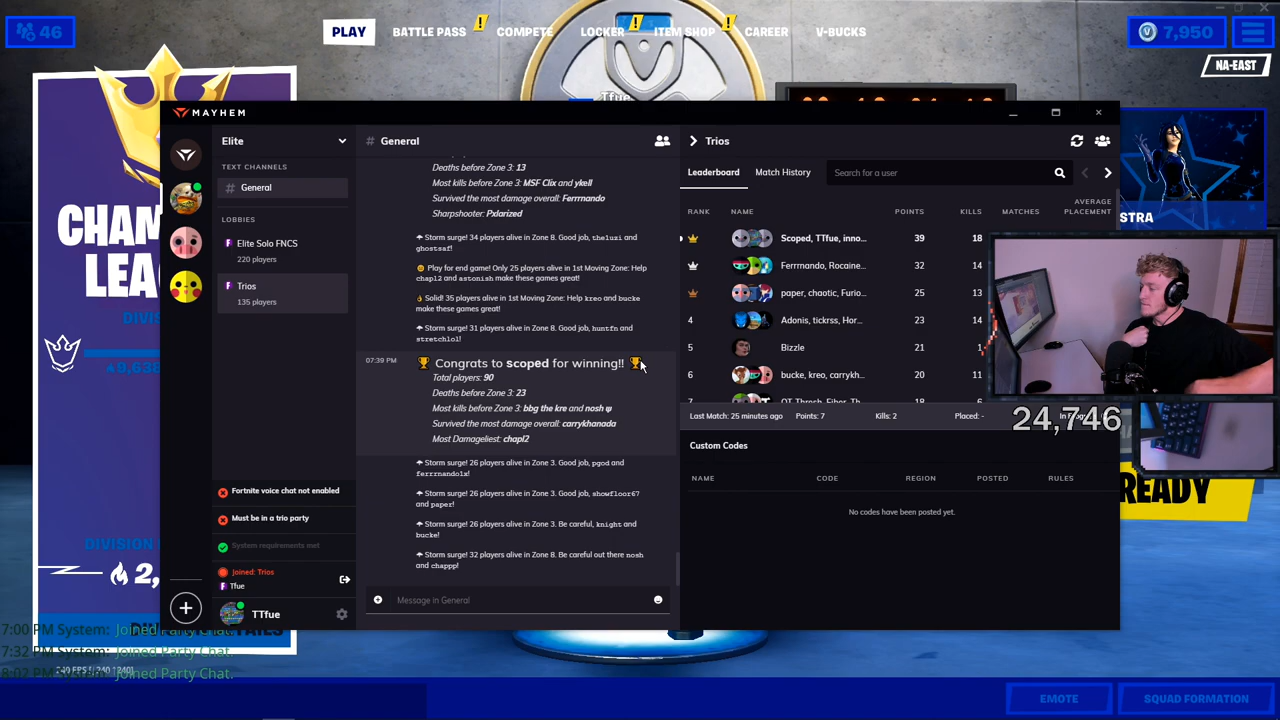 46
PLAY
BATTLE PASS
COMPETE
LOCKER
ITEM SHOP
CAREER
V-BUCKS
7,950
NA-EAST
Tfue
MAYHEM
Elite
TEXT CHANNELS
# General
LOBBIES
Elite Solo FNCS
220 players
Trios
135 players
Fortnite voice chat not enabled
Must be in a trio party
System requirements met
Joined: Trios
Tfue
TTfue
# General
Deaths before Zone 3: 13
Most kills before Zone 3: MSF Clix and ykell
Survived the most damage overall: Ferrrnando
Sharpshooter: Pxlarized
Storm surge! 34 players alive in Zone 8. Good job, theluzi and
ghostsaf!
Play for end game! Only 25 players alive in 1st Moving Zone: Help
chapl2 and astonish make these games great!
Solid! 35 players alive in 1st Moving Zone: Help kreo and bucke
make these games great!
Storm surge! 31 players alive in Zone 8. Good job, huntfn and
stretchlol!
07:39 PM
Congrats to scoped for winning!!
Total players: 90
Deaths before Zone 3: 23
Most kills before Zone 3: bbg the kre and nosh ψ
Survived the most damage overall: carrykhanada
Most Damageliest: chapl2
Storm surge! 26 players alive in Zone 3. Good job, pgod and
ferrrnandolx!
Storm surge! 26 players alive in Zone 3. Good job, showfloor67
and paper!
Storm surge! 26 players alive in Zone 3. Be careful, knight and
bucke!
Storm surge! 32 players alive in Zone 8. Be careful out there nosh
and chappp!
Message in General
Trios
Leaderboard
Match History
Search for a user
RANK NAME POINTS KILLS MATCHES AVERAGE
PLACEMENT
Scoped, TTfue, inno... 39 18
Ferrrnando, Rocaine... 32 14
paper, chaotic, Furio... 25 13
4 Adonis, tickrss, Hor... 23 14
5 Bizzle 21
6 bucke, kreo, carrykh... 20 11
Last Match: 25 minutes ago Points: 7 Kills: 2 Placed: -
24,746
Custom Codes
NAME CODE REGION POSTED RULES
No codes have been posted yet.
STRA
READY
CHAM
LEA
DIVISION
7:00 PM System: Joined Party Chat.
7:32 PM System: Joined Party Chat.
8:02 PM System: Joined Party Chat.
EMOTE
SQUAD FORMATION